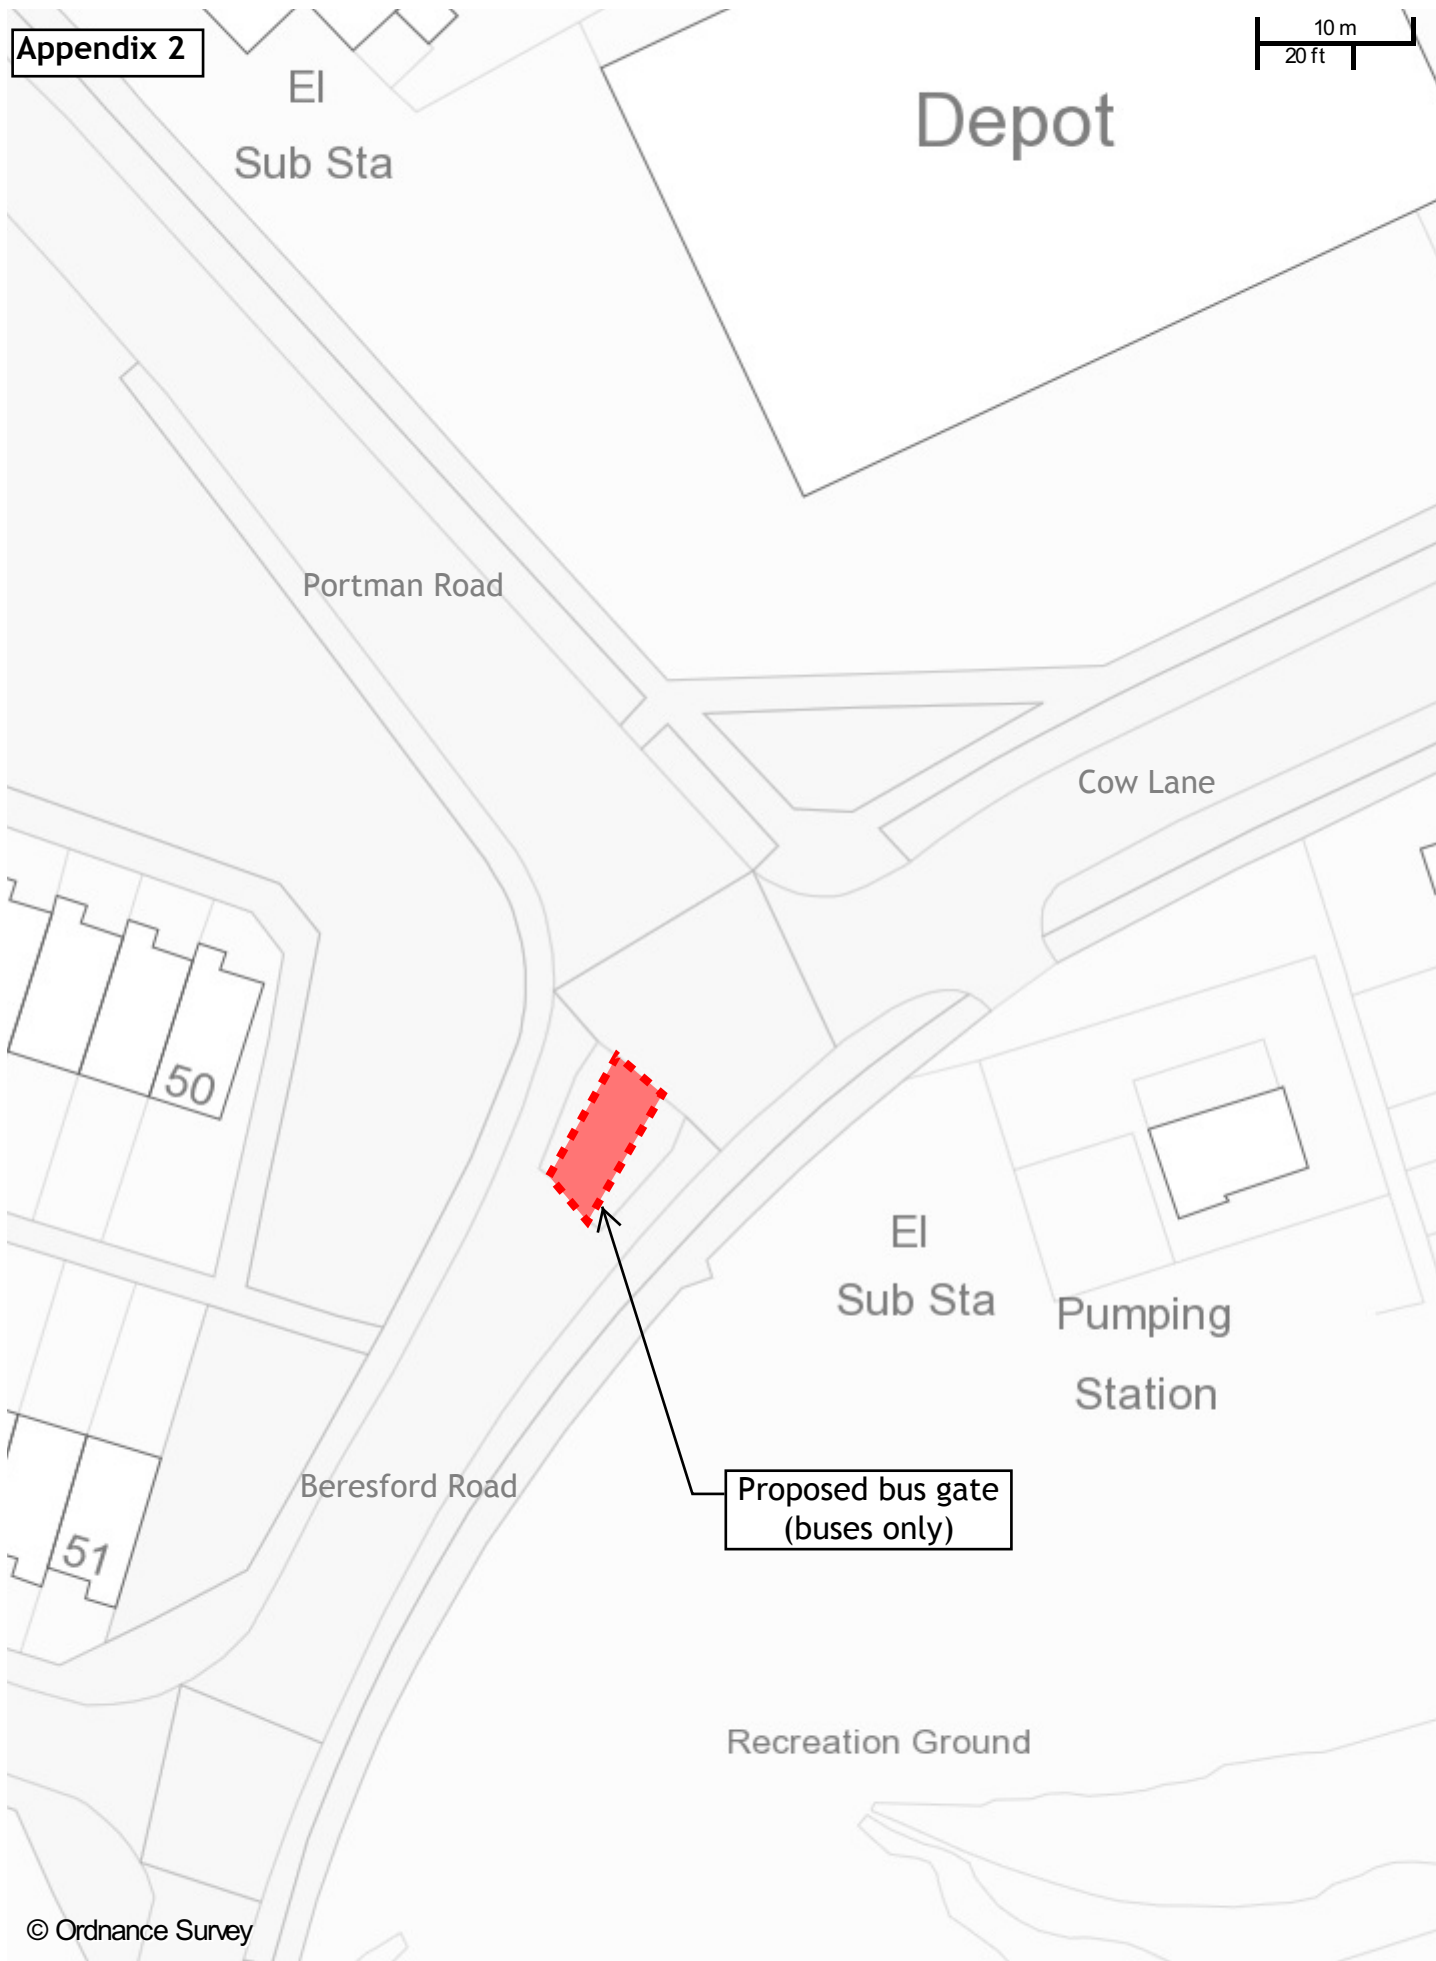 Appendix 2
10 m
20 ft
El
Sub Sta
Depot
Portman Road
Cow Lane
50
El
Sub Sta
Pumping
Station
Beresford Road
Proposed bus gate
(buses only)
51
Recreation Ground
© Ordnance Survey